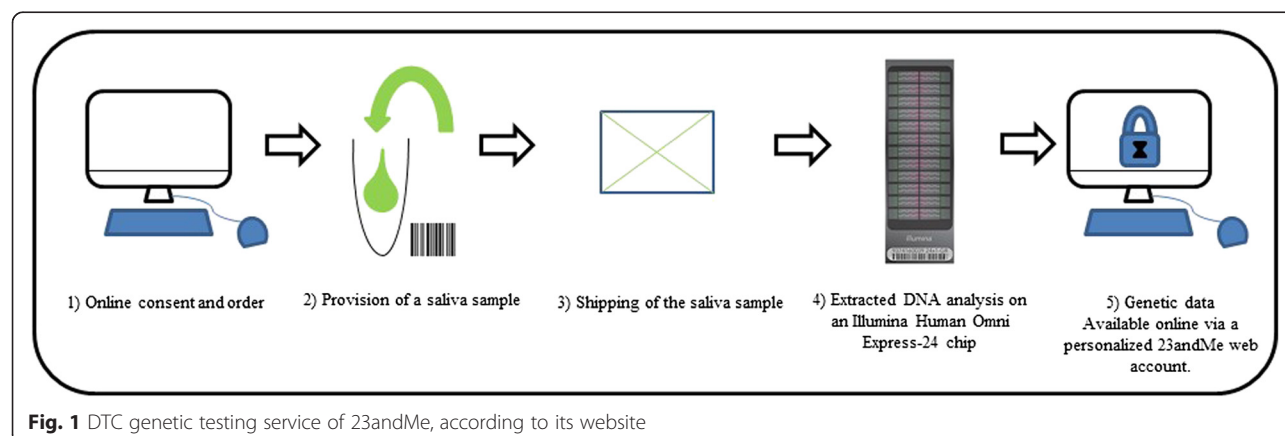 1) Online consent and order
2) Provision of a saliva sample
3) Shipping of the saliva sample
4) Extracted DNA analysis on
an Illumina Human Omni
Express-24 chip
5) Genetic data
Available online via a
personalized 23andMe web
account.
illumina
Fig. 1 DTC genetic testing service of 23andMe, according to its website